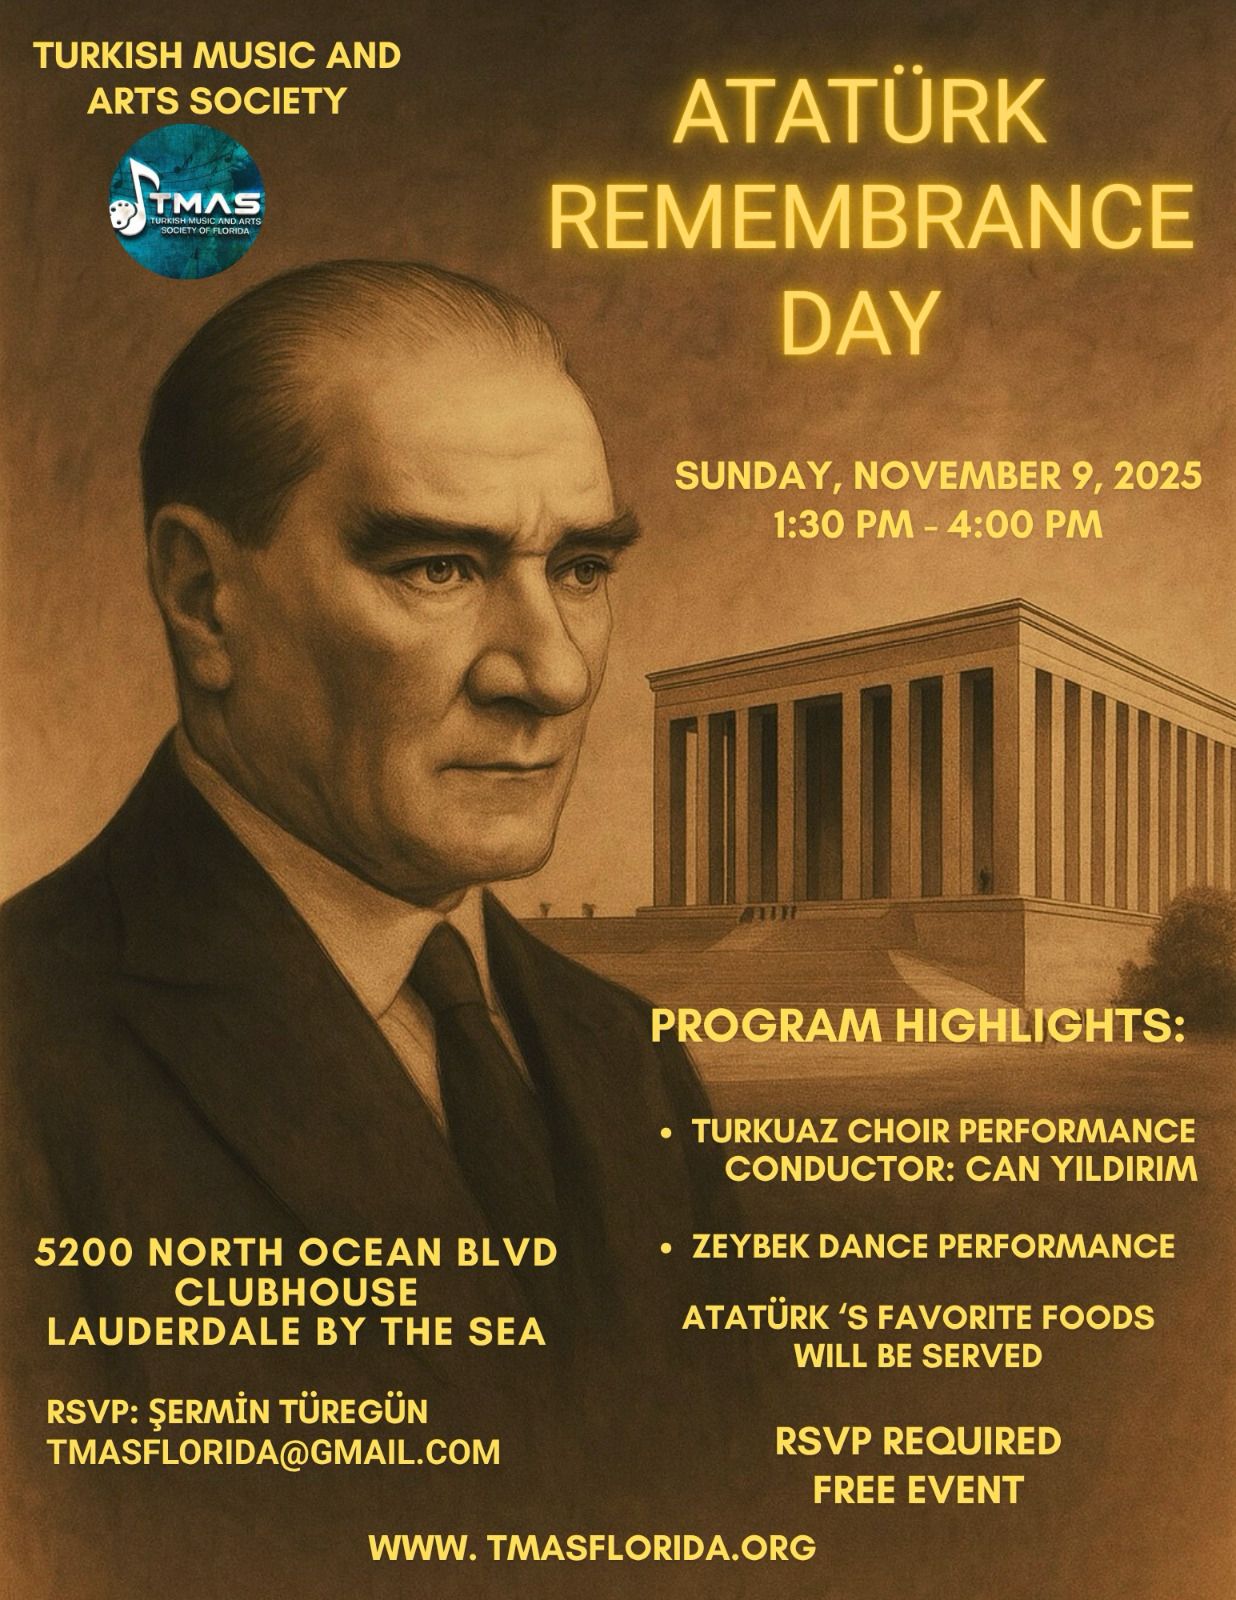 TURKISH MUSIC AND
ARTS SOCIETY
TMAS
TURKISH MUSIC AND ARTS
SOCIETY OF FLORIDA
ATATÜRK
REMEMBRANCE
DAY
SUNDAY, NOVEMBER 9, 2025
1:30 PM - 4:00 PM
PROGRAM HIGHLIGHTS:
• TURKUAZ CHOIR PERFORMANCE
CONDUCTOR: CAN YILDIRIM
• ZEYBEK DANCE PERFORMANCE
ATATÜRK ‘S FAVORITE FOODS
WILL BE SERVED
RSVP REQUIRED
FREE EVENT
5200 NORTH OCEAN BLVD
CLUBHOUSE
LAUDERDALE BY THE SEA
RSVP: ŞERMİN TÜREGÜN
TMASFLORIDA@GMAIL.COM
WWW. TMASFLORIDA.ORG